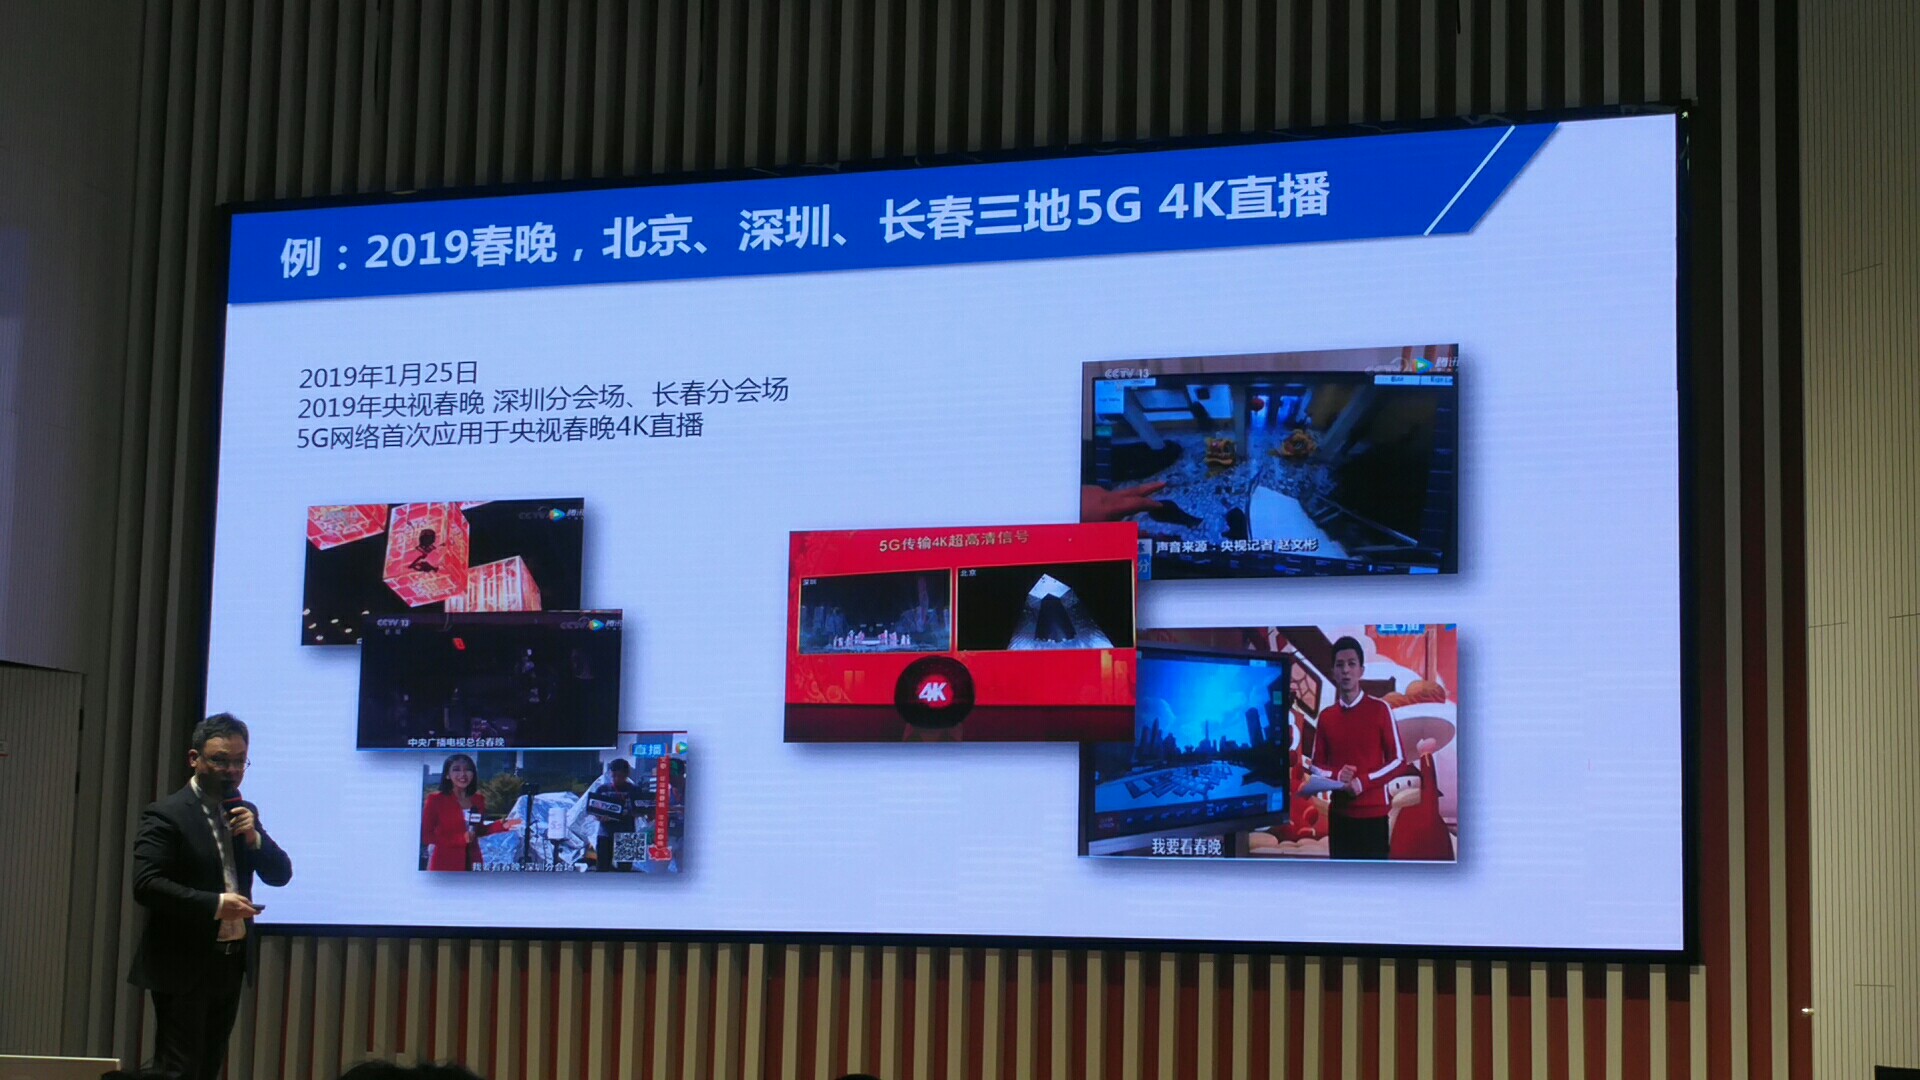 例：2019春晚，北京、深圳、长春三地5G 4K直播
2019年1月25日
2019年央视春晚 深圳分会场、长春分会场
5G网络首次应用于央视春晚4K直播
CCTV 13
中央广播电视总台春晚
直播
我要看春晚·深圳分会场
5G传输4K超高清信号
深圳
北京
4K
CCTV 13
腾讯
声音来源：央视记者 赵文彬
直播
我要看春晚